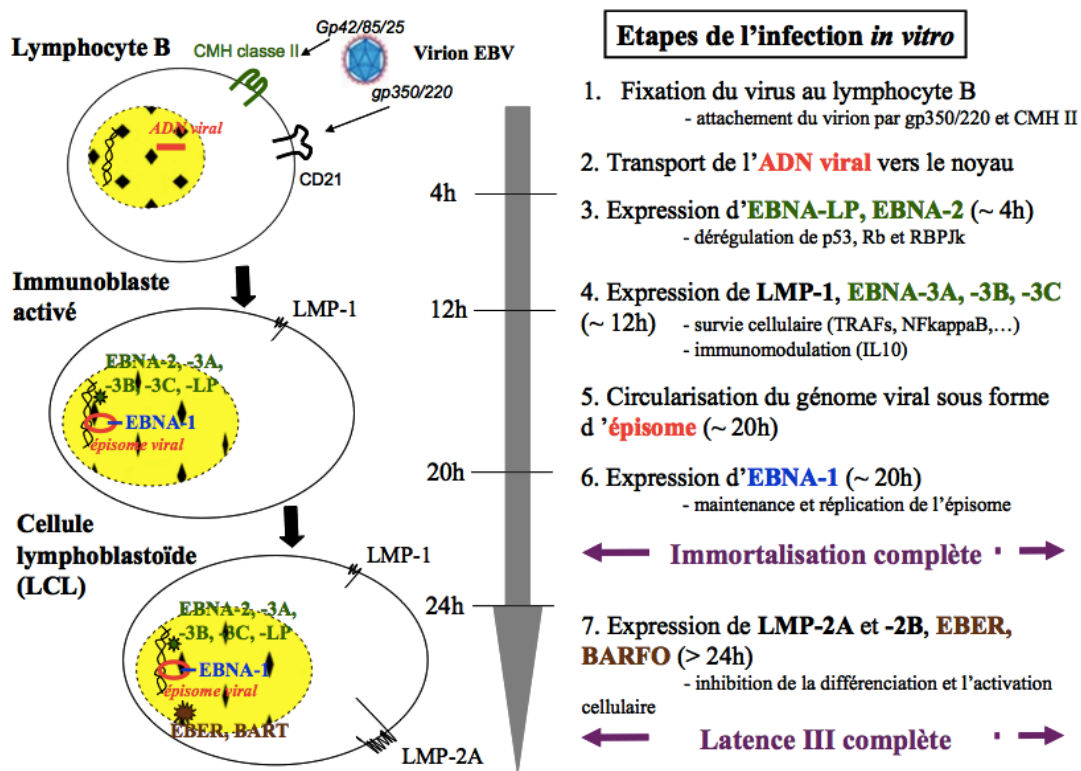 Lymphocyte B
CMH classe II
Gp42/85/25
Virion EBV
gp350/220
ADN viral
CD21
Immunoblaste
activé
LMP-1
EBNA-2, -3A,
-3B, -3C, -LP
EBNA-1
épisome viral
Cellule
lymphoblastoïde
(LCL)
LMP-1
EBNA-2, -3A,
-3B, -3C, -LP
EBNA-1
épisome viral
EBER, BART
LMP-2A
4h
12h
20h
24h
Etapes de l’infection in vitro
1. Fixation du virus au lymphocyte B
- attachement du virion par gp350/220 et CMH II
2. Transport de l’ADN viral vers le noyau
3. Expression d’EBNA-LP, EBNA-2 (~ 4h)
- dérégulation de p53, Rb et RBPJk
4. Expression de LMP-1, EBNA-3A, -3B, -3C
(~ 12h) - survie cellulaire (TRAFs, NFkappaB,...)
- immunomodulation (IL10)
5. Circularisation du génome viral sous forme
d ’épisome (~ 20h)
6. Expression d’EBNA-1 (~ 20h)
- maintenance et réplication de l’épisome
Immortalisation complète
7. Expression de LMP-2A et -2B, EBER,
BARFO (> 24h)
- inhibition de la différenciation et l’activation
cellulaire
Latence III complète